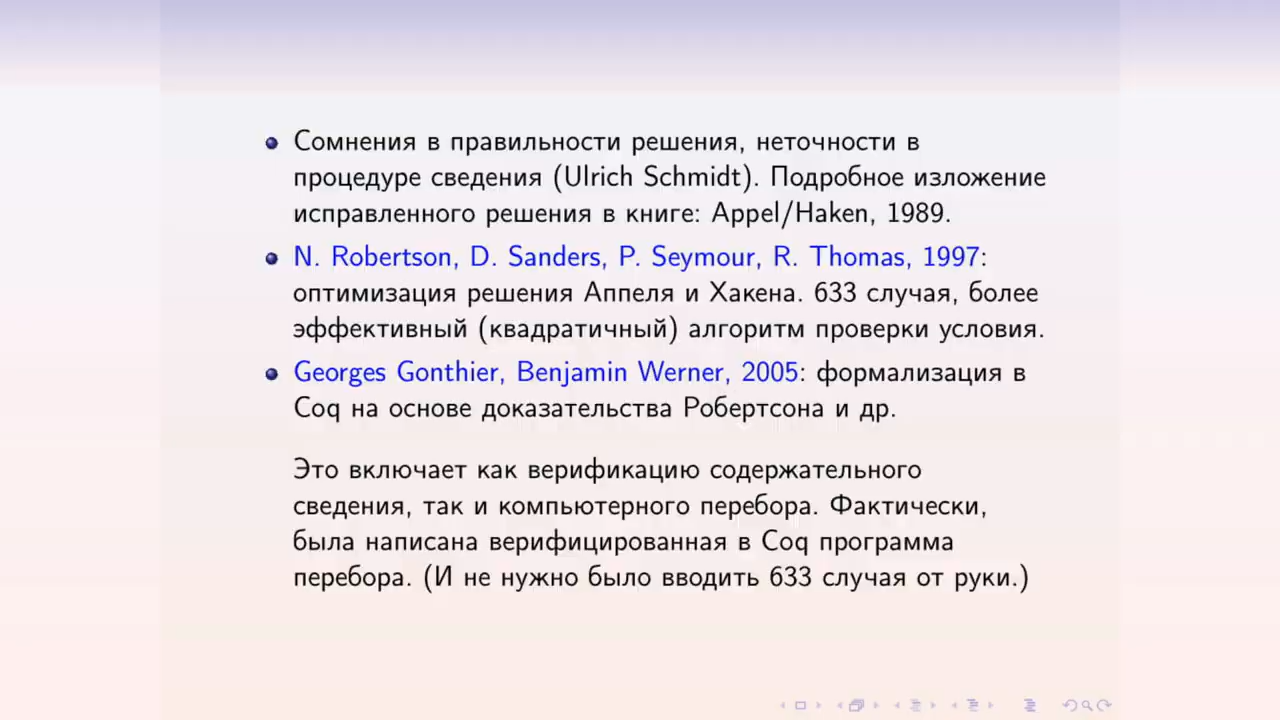 Сомнения в правильности решения, неточности в
процедуре сведения (Ulrich Schmidt). Подробное изложение
исправленного решения в книге: Appel/Haken, 1989.
N. Robertson, D. Sanders, P. Seymour, R. Thomas, 1997:
оптимизация решения Аппеля и Хакена. 633 случая, более
эффективный (квадратичный) алгоритм проверки условия.
Georges Gonthier, Benjamin Werner, 2005: формализация в
Coq на основе доказательства Робертсона и др.
Это включает как верификацию содержательного
сведения, так и компьютерного перебора. Фактически,
была написана верифицированная в Coq программа
перебора. (И не нужно было вводить 633 случая от руки.)